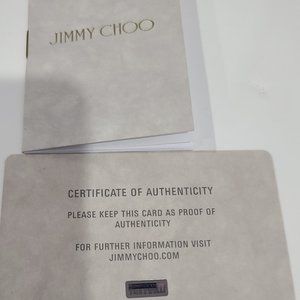 JIMMY CHOO
CERTIFICATE OF AUTHENTICITY
PLEASE KEEP THIS CARD AS PROOF OF
AUTHENTICITY
FOR FURTHER INFORMATION VISIT
JIMMYCHOO.COM